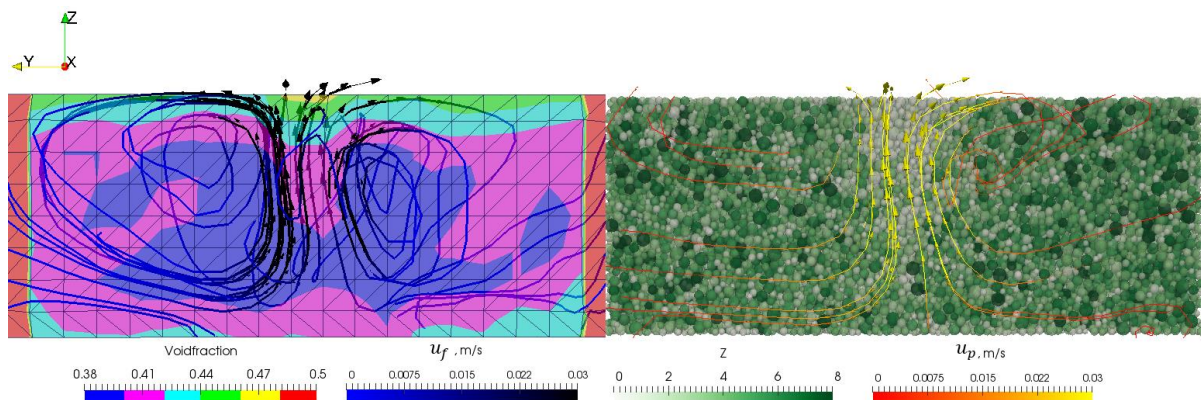 Z
Y X
Voidfraction u_f , m/s Z u_p, m/s
0.38 0.41 0.44 0.47 0.5 0 0.0075 0.015 0.022 0.03 0 2 4 6 8 0 0.0075 0.015 0.022 0.03